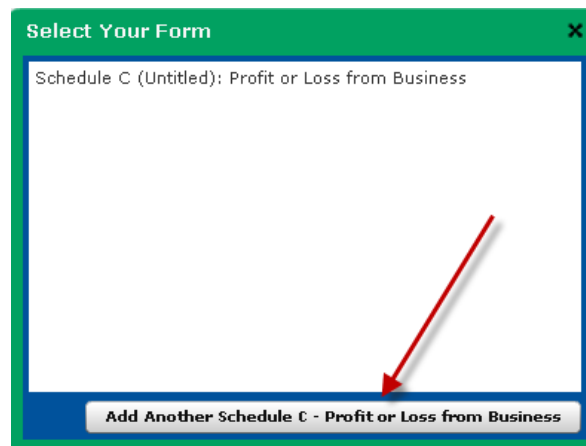 Select Your Form
Schedule C (Untitled): Profit or Loss from Business
Add Another Schedule C - Profit or Loss from Business